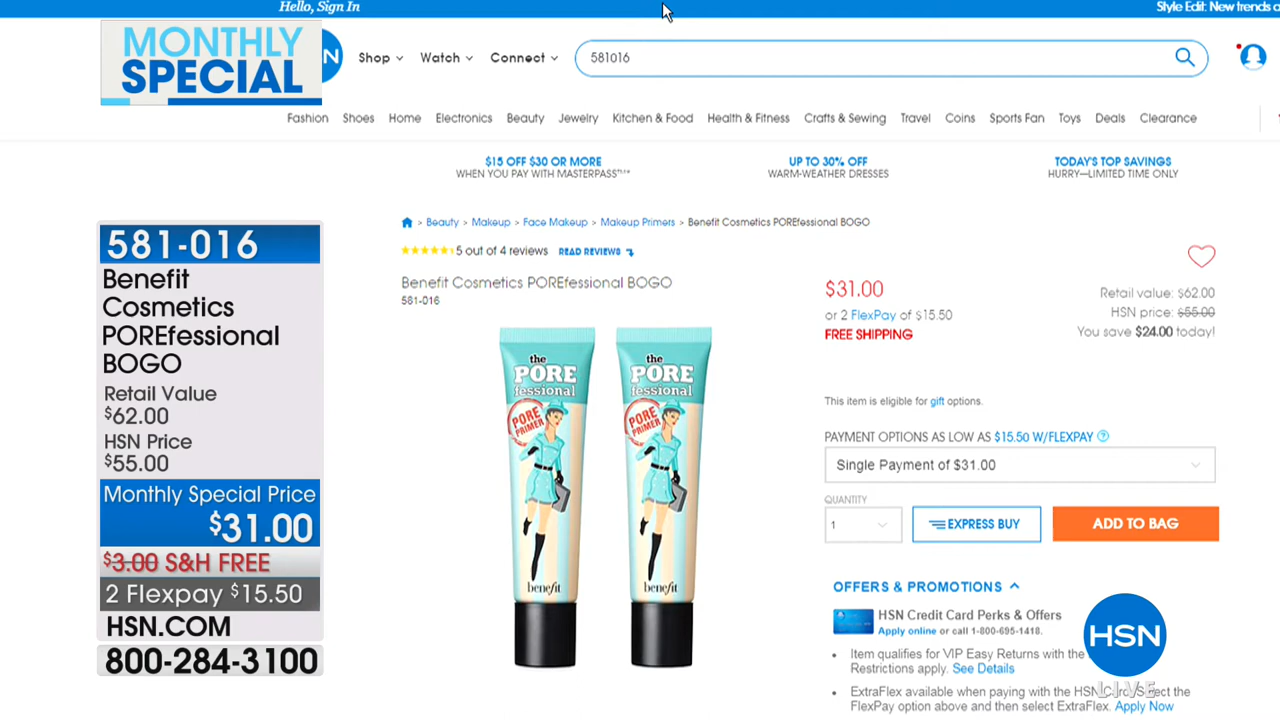 Hello, Sign In
Style Edit: New trends
MONTHLY
SPECIAL
Shop
Watch
Connect
581016
Fashion Shoes Home Electronics Beauty Jewelry Kitchen & Food Health & Fitness Crafts & Sewing Travel Coins Sports Fan Toys Deals Clearance
$15 OFF $30 OR MORE
WHEN YOU PAY WITH MASTERPASS
UP TO 30% OFF
WARM-WEATHER DRESSES
TODAY'S TOP SAVINGS
HURRY—LIMITED TIME ONLY
> Beauty > Makeup > Face Makeup > Makeup Primers > Benefit Cosmetics POREfessional BOGO
5 out of 4 reviews READ REVIEWS
Benefit Cosmetics POREfessional BOGO
581-016
the
PORE
fessional
PORE
PRIMER
benefit
the
PORE
fessional
PORE
PRIMER
benefit
$31.00
or 2 FlexPay of $15.50
FREE SHIPPING
Retail value: $62.00
HSN price: $55.00
You save $24.00 today!
This item is eligible for gift options.
PAYMENT OPTIONS AS LOW AS $15.50 W/FLEXPAY ?
Single Payment of $31.00
QUANTITY
1
EXPRESS BUY
ADD TO BAG
OFFERS & PROMOTIONS
HSN Credit Card Perks & Offers
Apply online or call 1-800-695-1418.
• Item qualifies for VIP Easy Returns with the
Restrictions apply. See Details
• ExtraFlex available when paying with the HSN Card. Select the
FlexPay option above and then select ExtraFlex. Apply Now
581-016
Benefit
Cosmetics
POREfessional
BOGO
Retail Value
$62.00
HSN Price
$55.00
Monthly Special Price
$31.00
$3.00 S&H FREE
2 Flexpay $15.50
HSN.COM
800-284-3100
HSN
LIVE